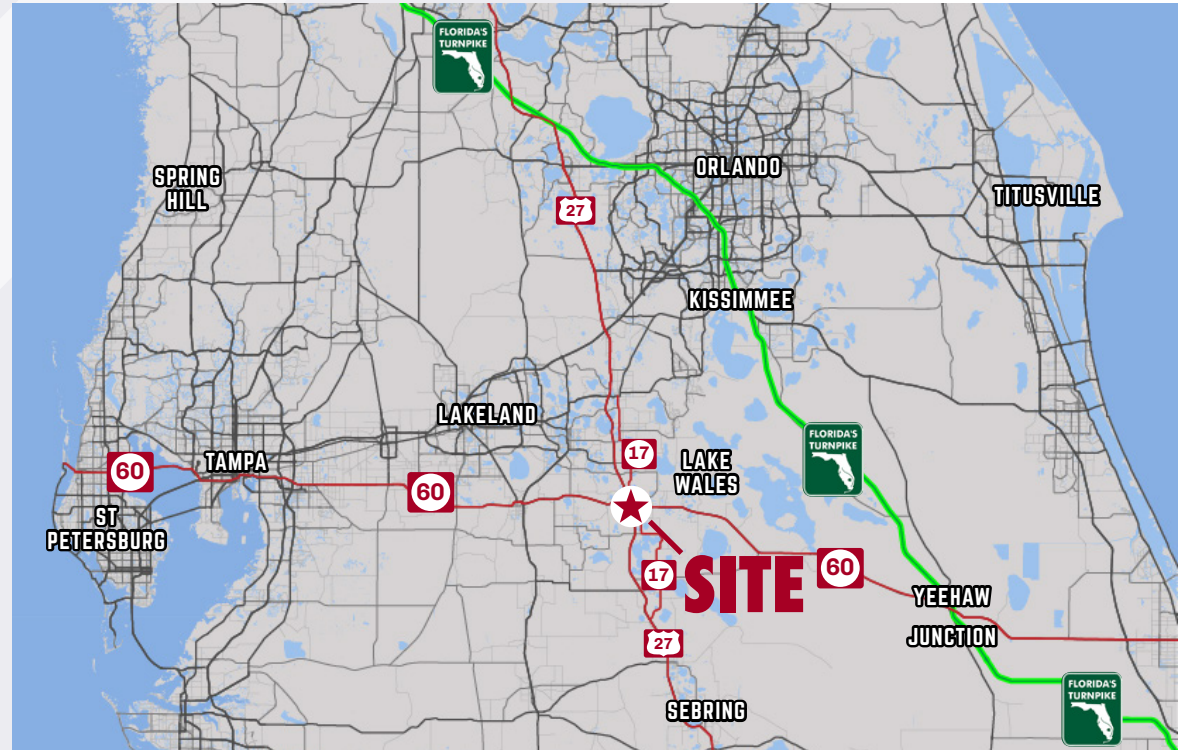 FLORIDA'S
TURNPIKE
SPRING
HILL
ORLANDO
TITUSVILLE
27
KISSIMMEE
LAKELAND
17
FLORIDA'S
TURNPIKE
60
TAMPA
60
LAKE
WALES
ST
PETERSBURG
17
SITE
60
YEEHAW
JUNCTION
27
SEBRING
FLORIDA'S
TURNPIKE